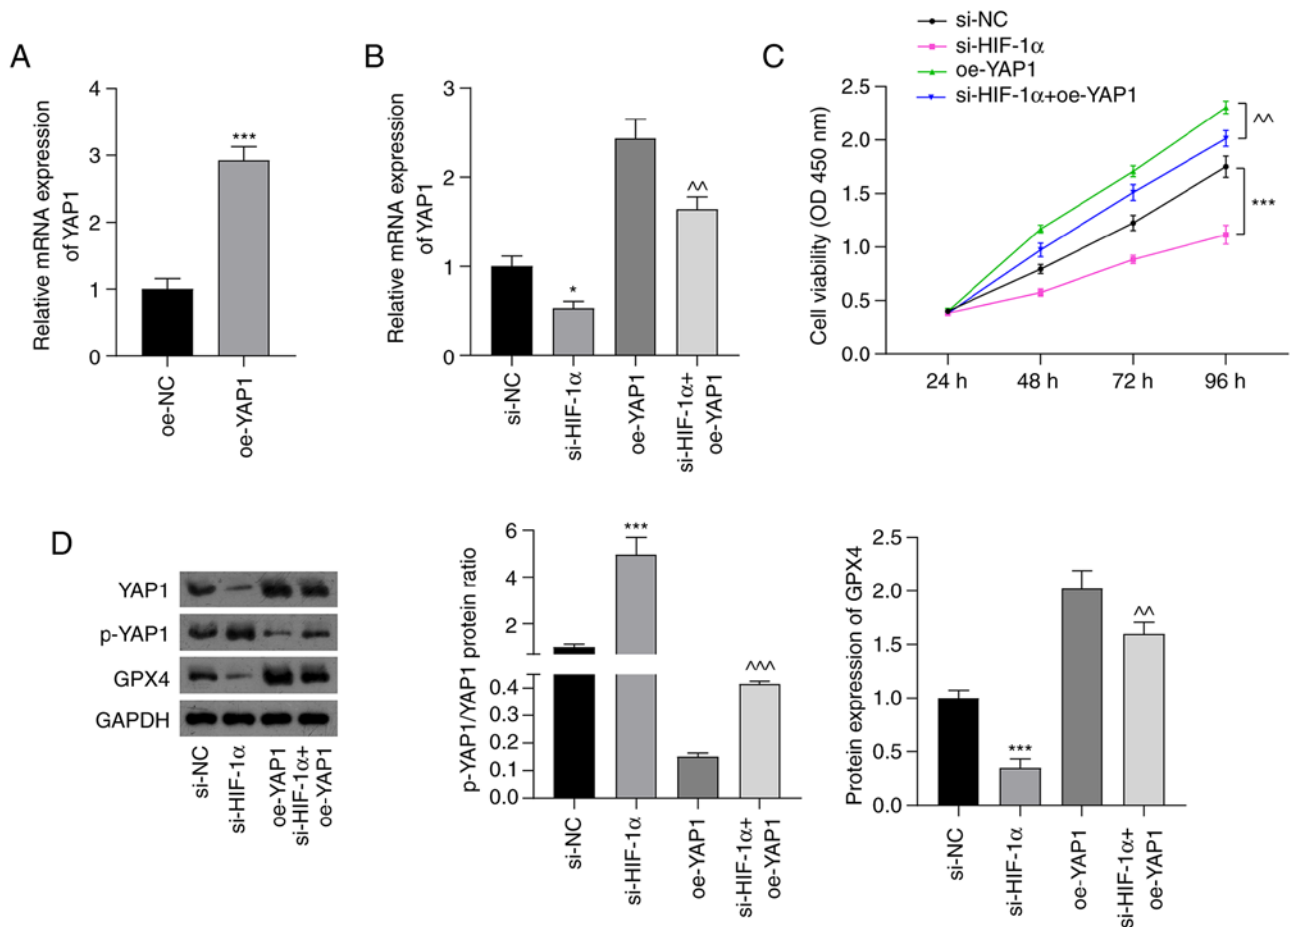 A
Relative mRNA expression
of YAP1
4
3
2
1
0
***
oe-NC
oe-YAP1
B
Relative mRNA expression
of YAP1
3
2
1
0
*
^^
si-NC
si-HIF-1α
oe-YAP1
si-HIF-1α+
oe-YAP1
C
si-NC
si-HIF-1α
oe-YAP1
si-HIF-1α+oe-YAP1
Cell viability (OD 450 nm)
2.5
2.0
1.5
1.0
0.5
0.0
^^
***
24 h
48 h
72 h
96 h
D
YAP1
p-YAP1
GPX4
GAPDH
si-NC
si-HIF-1α
oe-YAP1
si-HIF-1α+
oe-YAP1
p-YAP1/YAP1 protein ratio
6
4
2
0.4
0.3
0.2
0.1
0.0
***
^^^
si-NC
si-HIF-1α
oe-YAP1
si-HIF-1α+
oe-YAP1
Protein expression of GPX4
2.5
2.0
1.5
1.0
0.5
0.0
***
^^
si-NC
si-HIF-1α
oe-YAP1
si-HIF-1α+
oe-YAP1